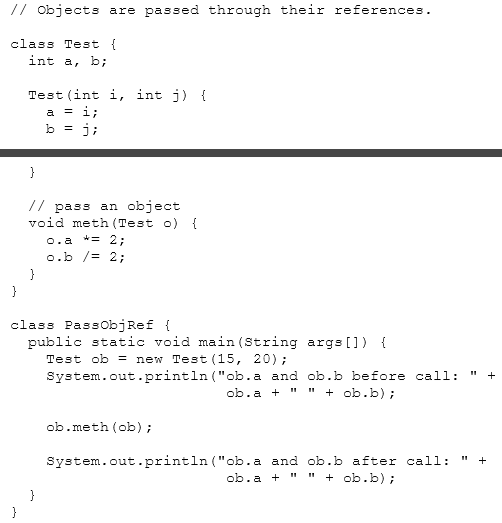 // Objects are passed through their references.
class Test {
int a, b;
Test(int i, int j) {
a = i;
b = j;
}
// pass an object
void meth(Test o) {
o.a *= 2;
o.b /= 2;
}
}
class PassObjRef {
public static void main(String args[]) {
Test ob = new Test(15, 20);
System.out.println("ob.a and ob.b before call: " +
ob.a + " " + ob.b);
ob.meth(ob);
System.out.println("ob.a and ob.b after call: " +
ob.a + " " + ob.b);
}
}